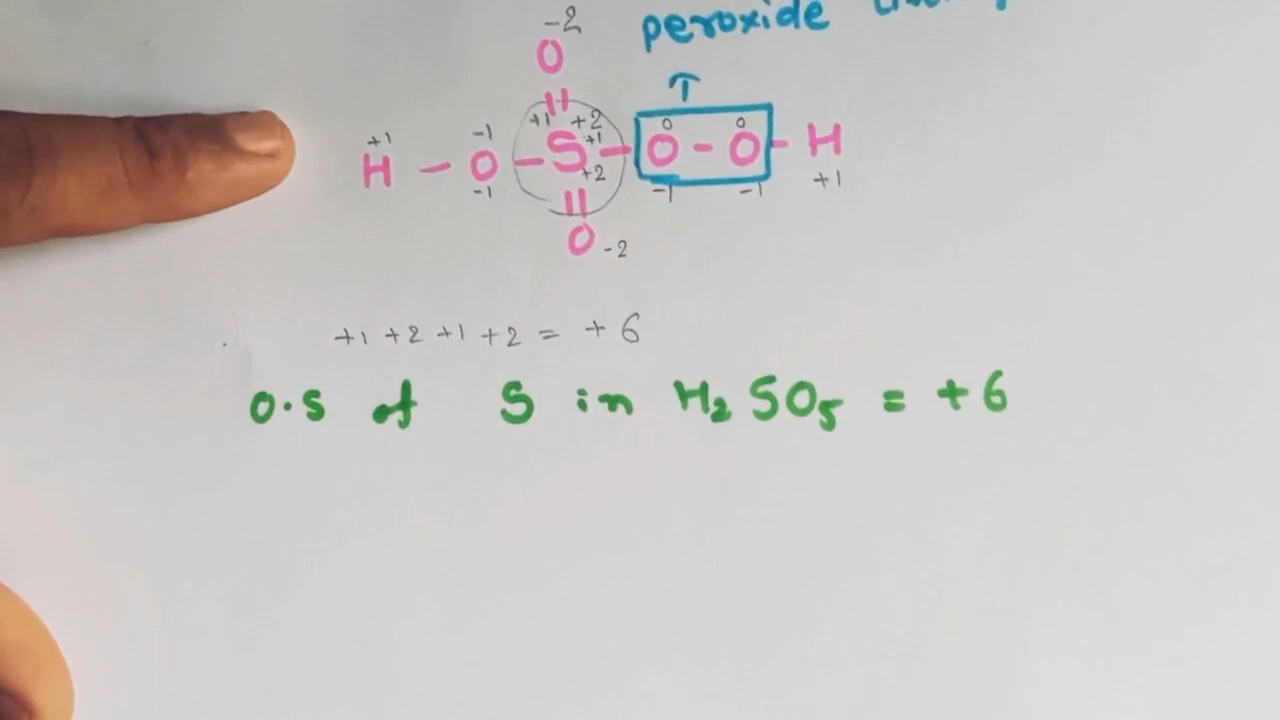 -2
O peroxide
+1 -1 +1 +2 +1 0 0
H - O - S - O - O - H
-1 +2 -1 -1 +1
O -2
+1 +2 +1 +2 = +6
O.S of S in H₂SO₅ = +6